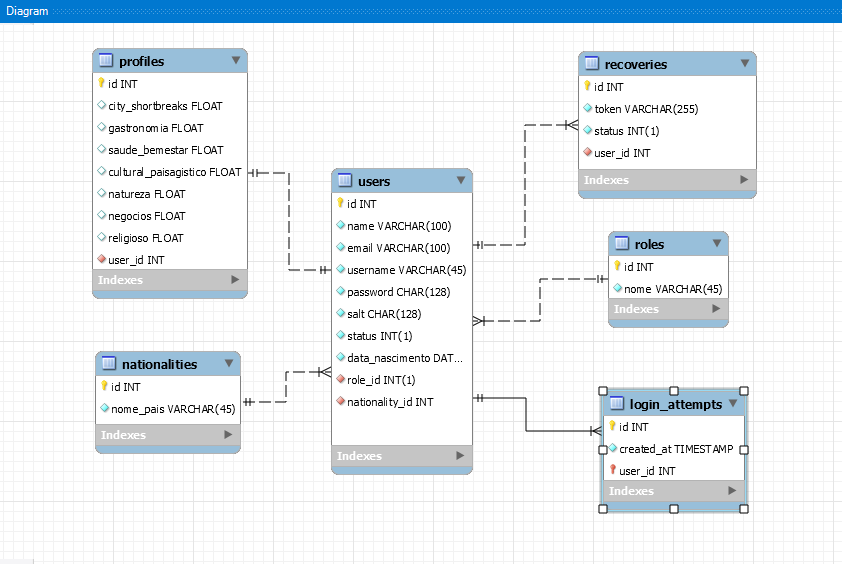 Diagram
profiles
id INT
city_shortbreaks FLOAT
gastronomia FLOAT
saude_bemestar FLOAT
cultural_paisagistico FLOAT
natureza FLOAT
negocios FLOAT
religioso FLOAT
user_id INT
Indexes
nationalities
id INT
nome_pais VARCHAR(45)
Indexes
users
id INT
name VARCHAR(100)
email VARCHAR(100)
username VARCHAR(45)
password CHAR(128)
salt CHAR(128)
status INT(1)
data_nascimento DAT...
role_id INT(1)
nationality_id INT
Indexes
recoveries
id INT
token VARCHAR(255)
status INT(1)
user_id INT
Indexes
roles
id INT
nome VARCHAR(45)
Indexes
login_attempts
id INT
created_at TIMESTAMP
user_id INT
Indexes